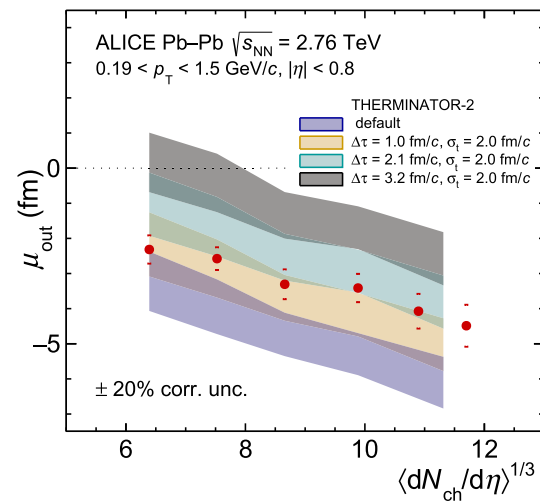 ALICE Pb–Pb √sNN = 2.76 TeV
0.19 < pT < 1.5 GeV/c, |η| < 0.8
THERMINATOR-2
default
Δτ = 1.0 fm/c, σt = 2.0 fm/c
Δτ = 2.1 fm/c, σt = 2.0 fm/c
Δτ = 3.2 fm/c, σt = 2.0 fm/c
0
−5
μout (fm)
± 20% corr. unc.
6 8 10 12
⟨dNch/dη⟩1/3